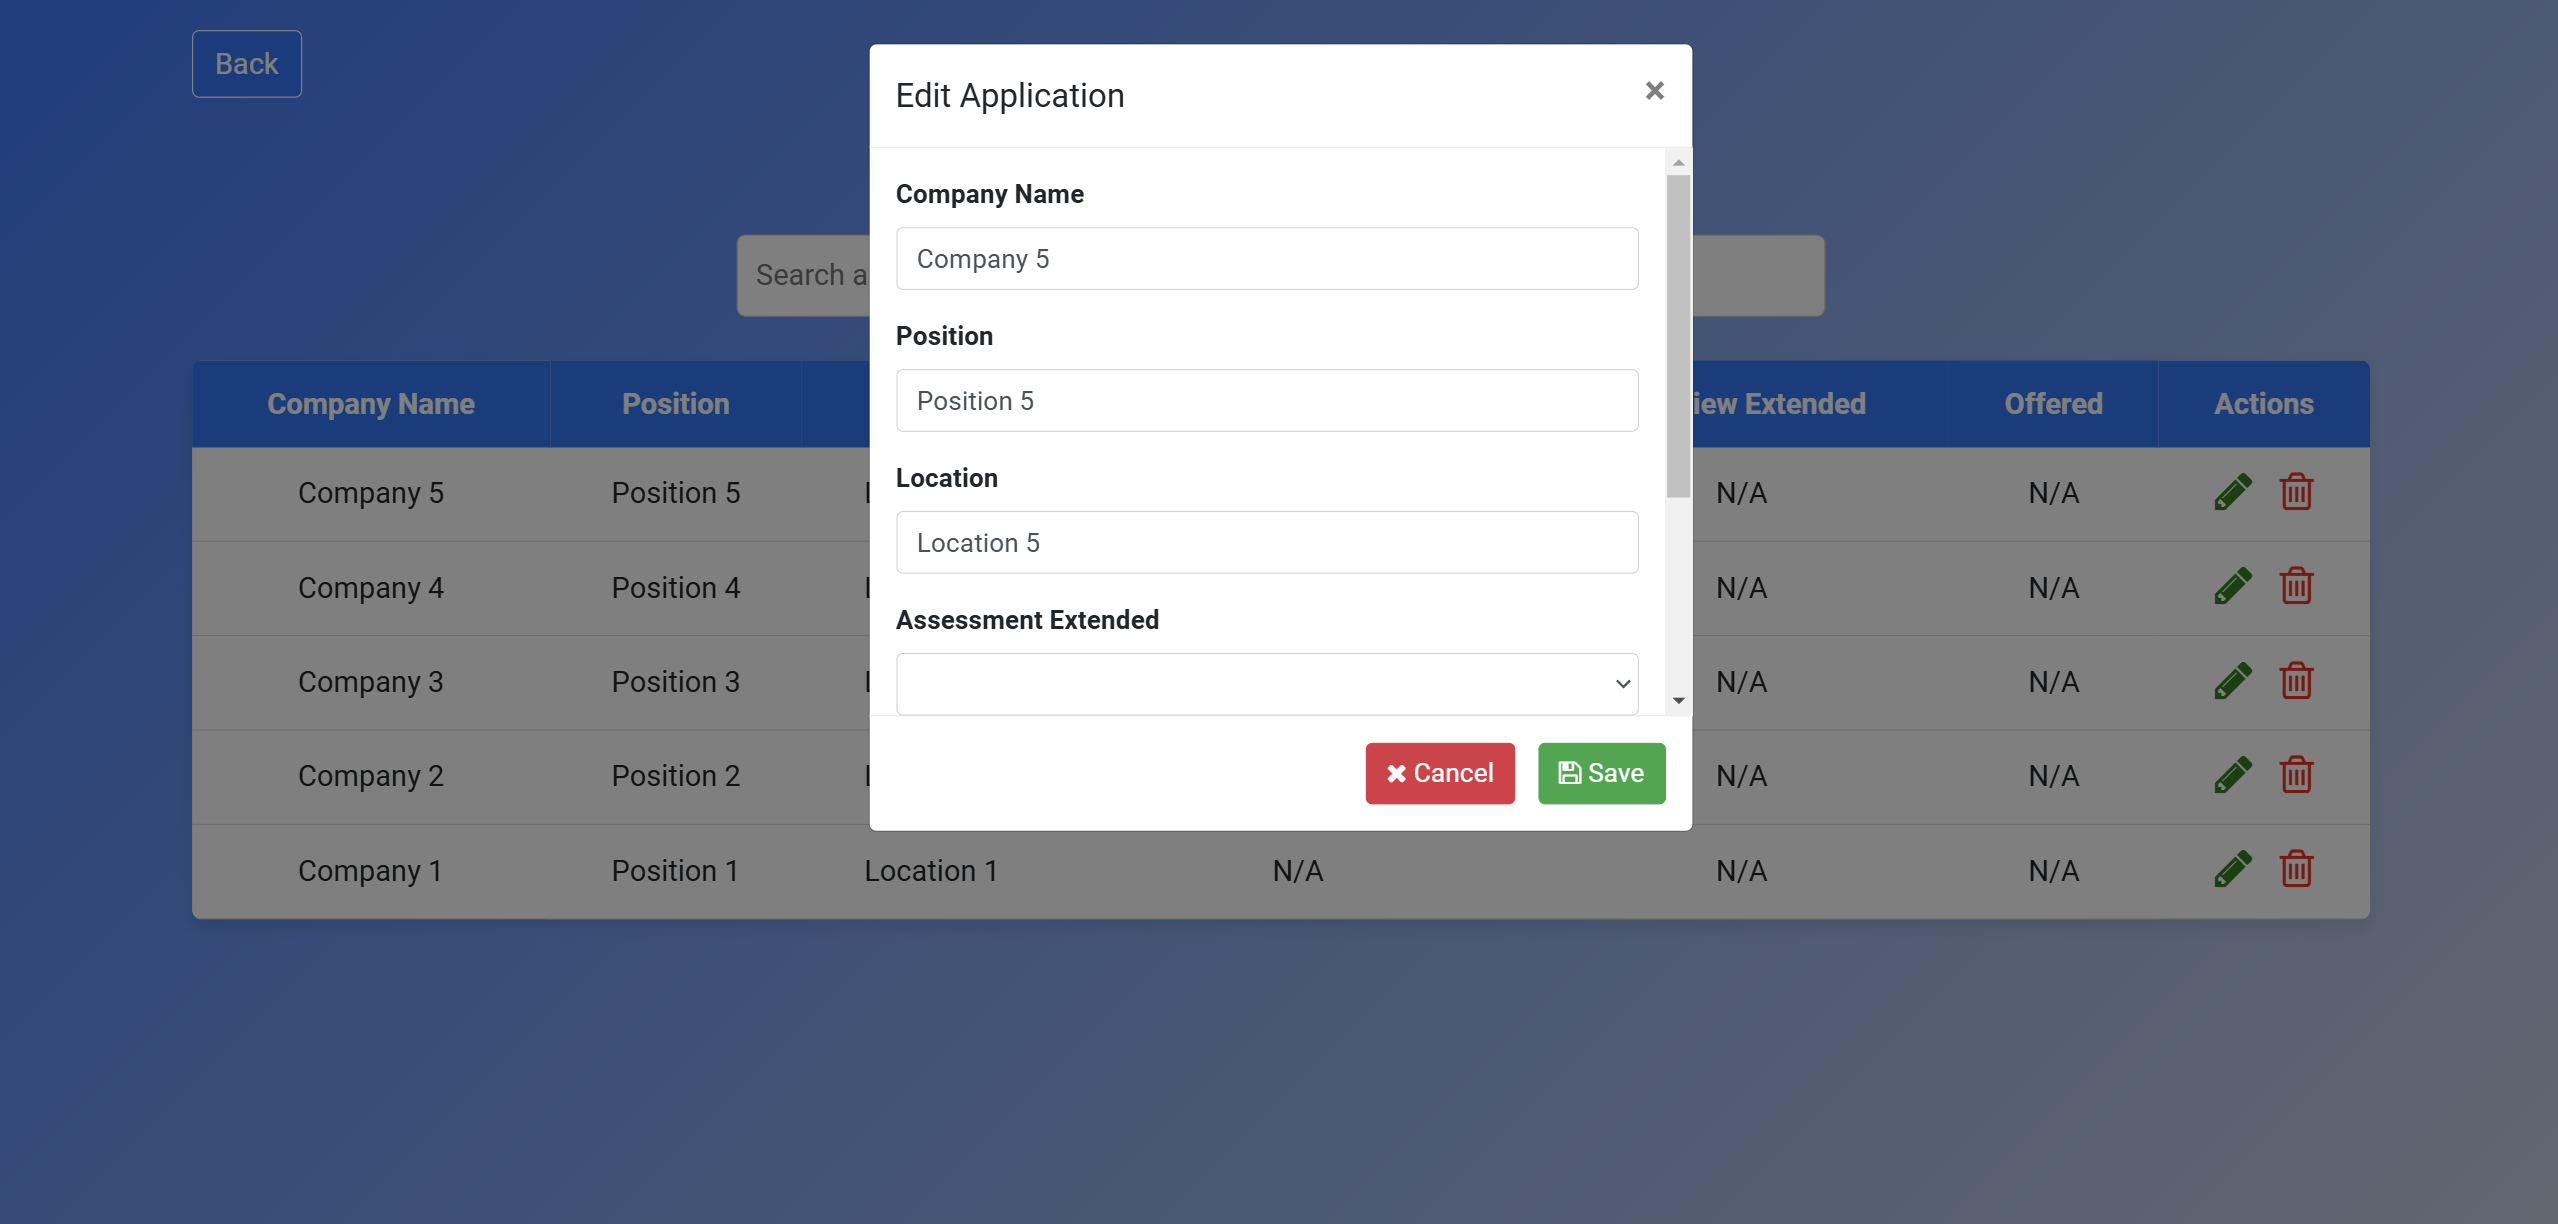 Back
Edit Application
×
Company Name
Company 5
Search a
Position
Position 5
Location
Location 5
Assessment Extended
Cancel Save
Company Name Position iew Extended Offered Actions
Company 5 Position 5 N/A N/A
Company 4 Position 4 N/A N/A
Company 3 Position 3 N/A N/A
Company 2 Position 2 N/A N/A
Company 1 Position 1 Location 1 N/A N/A N/A